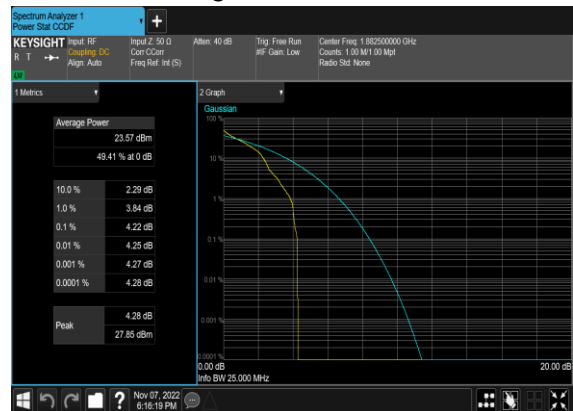 Spectrum Analyzer 1
Power Stat CCDF
+
KEYSIGHT
R T
LW
Input: RF
Coupling: DC
Align: Auto
Input Z: 50 Ω
Corr CCorr
Freq Ref: Int (S)
Atten: 40 dB
Trig: Free Run
#IF Gain: Low
Center Freq: 1.882500000 GHz
Counts: 1.00 M/1.00 Mpt
Radio Std: None
1 Metrics
Average Power
23.57 dBm
49.41 % at 0 dB
10.0 % 2.29 dB
1.0 % 3.84 dB
0.1 % 4.22 dB
0.01 % 4.25 dB
0.001 % 4.27 dB
0.0001 % 4.28 dB
Peak
4.28 dB
27.85 dBm
2 Graph
Gaussian
100 %
10 %
1 %
0.1 %
0.01 %
0.001 %
0.0001 %
0.00 dB 20.00 dB
Info BW 25.000 MHz
?
Nov 07, 2022
6:16:19 PM